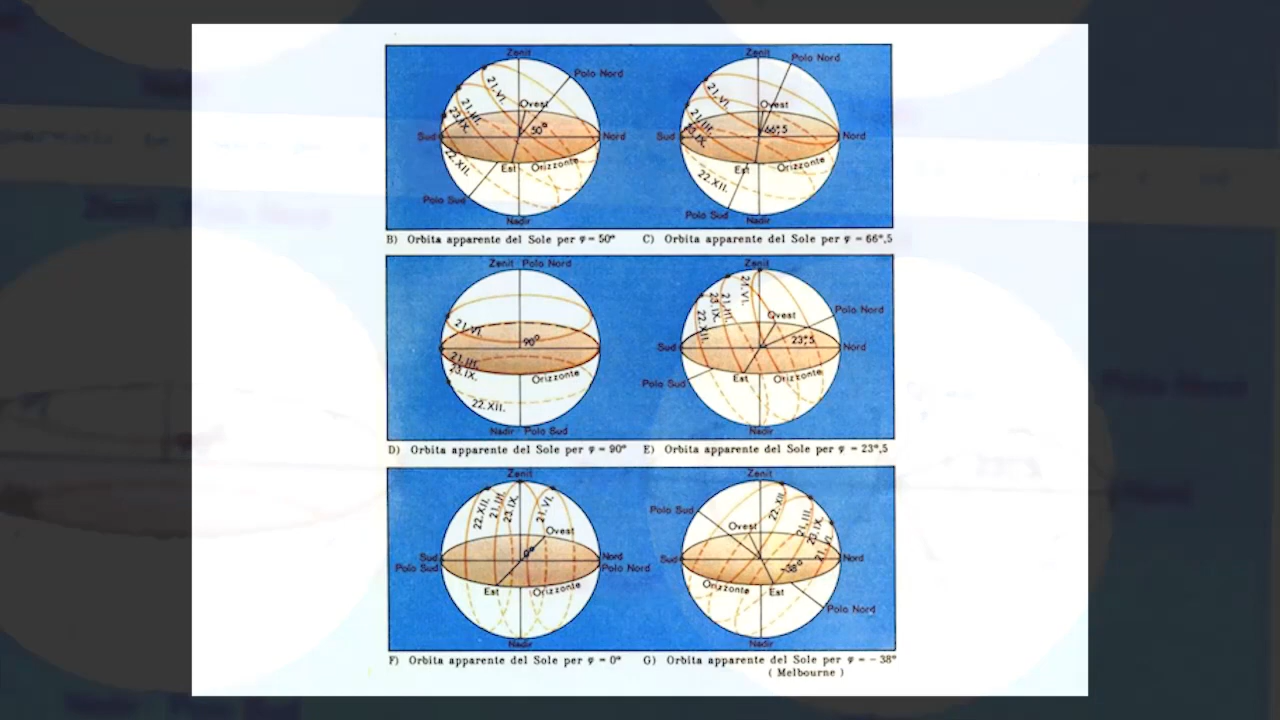 Zenit
Polo Nord
21.VI.
Ovest
21.III.
23.IX.
50°
Sud
Nord
22.XII.
Est
Orizzonte
Polo Sud
Nadir
B) Orbita apparente del Sole per φ = 50°
Zenit
Polo Nord
21.VI.
Ovest
21.III.
23.IX.
66°,5
Sud
Nord
22.XII.
Est
Orizzonte
Polo Sud
Nadir
C) Orbita apparente del Sole per φ = 66°,5
Zenit Polo Nord
21.VI.
90°
21.III.
23.IX.
Orizzonte
22.XII.
Nadir Polo Sud
D) Orbita apparente del Sole per φ = 90°
Zenit
21.VI.
21.III.
23.IX.
22.XII.
Ovest
Polo Nord
23°,5
Sud
Nord
Est
Orizzonte
Polo Sud
Nadir
E) Orbita apparente del Sole per φ = 23°,5
Zenit
22.XII.
21.III.
23.IX.
21.VI.
Ovest
0°
Sud
Polo Sud
Nord
Polo Nord
Est
Orizzonte
Nadir
F) Orbita apparente del Sole per φ = 0°
Zenit
22.XII.
Polo Sud
21.III.
23.IX.
21.VI.
Ovest
Sud
Nord
-38°
Orizzonte
Est
Polo Nord
Nadir
G) Orbita apparente del Sole per φ = - 38°
( Melbourne )